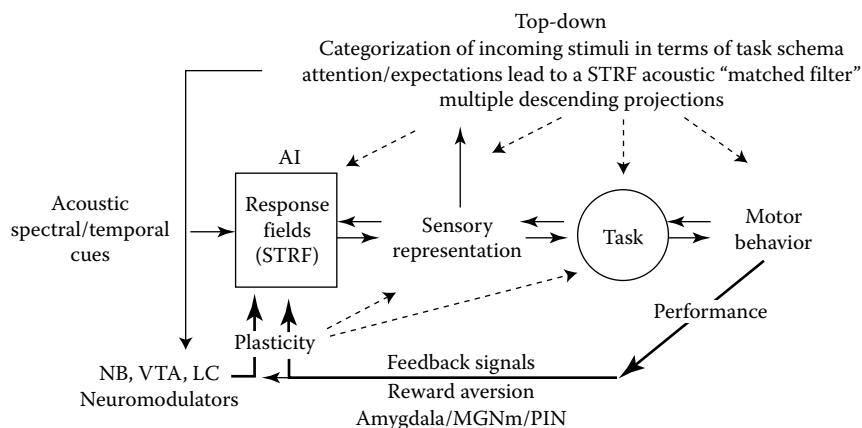 Top-down
Categorization of incoming stimuli in terms of task schema
attention/expectations lead to a STRF acoustic “matched filter”
multiple descending projections
AI
Acoustic
spectral/temporal
cues
Response
fields
(STRF)
Sensory
representation
Task
Motor
behavior
Plasticity
Performance
NB, VTA, LC
Neuromodulators
Feedback signals
Reward aversion
Amygdala/MGNm/PIN